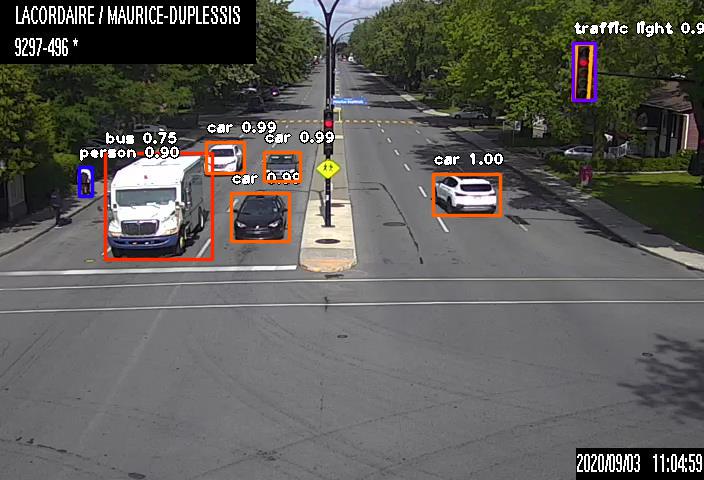 LACORDAIRE / MAURICE-DUPLESSIS
9297-496 *
traffic light 0.9
car 0.99
car 0.99
bus 0.75
person 0.90
car 1.00
car 0.99
2020/09/03 11:04:59